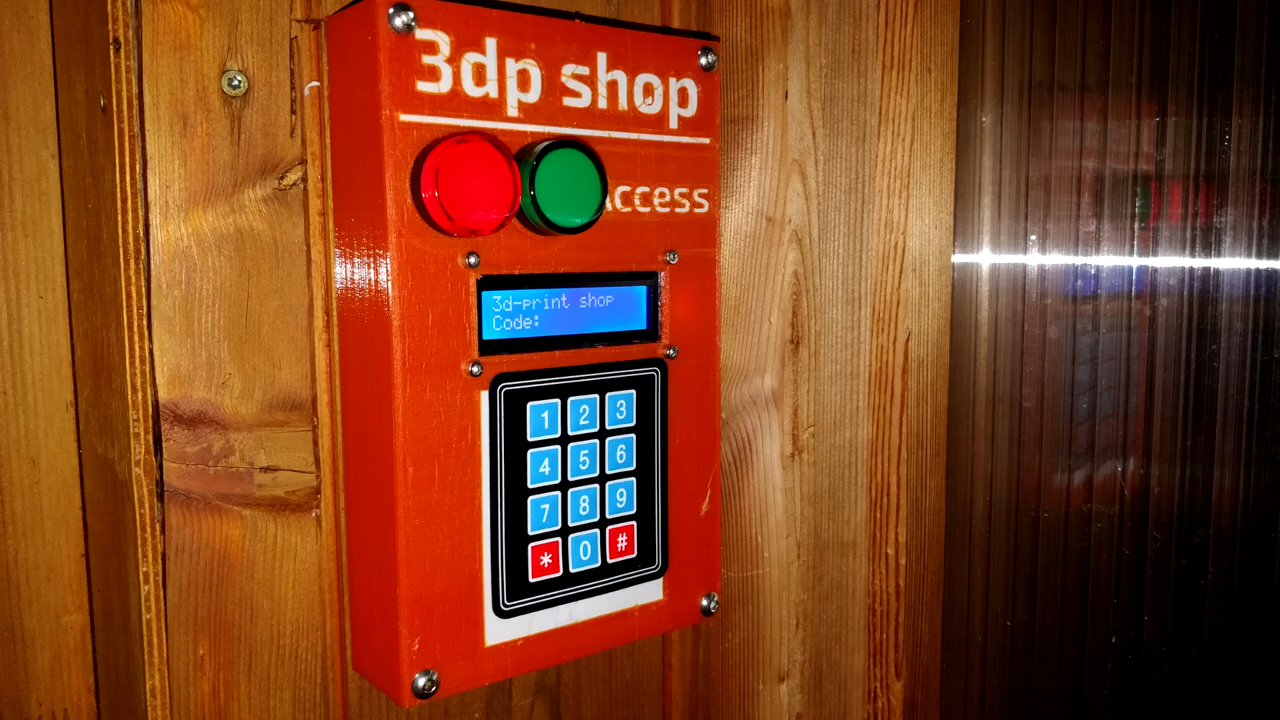 3dp shop
Access
3d-print shop
Code:
1 2 3
4 5 6
7 8 9
* 0 #